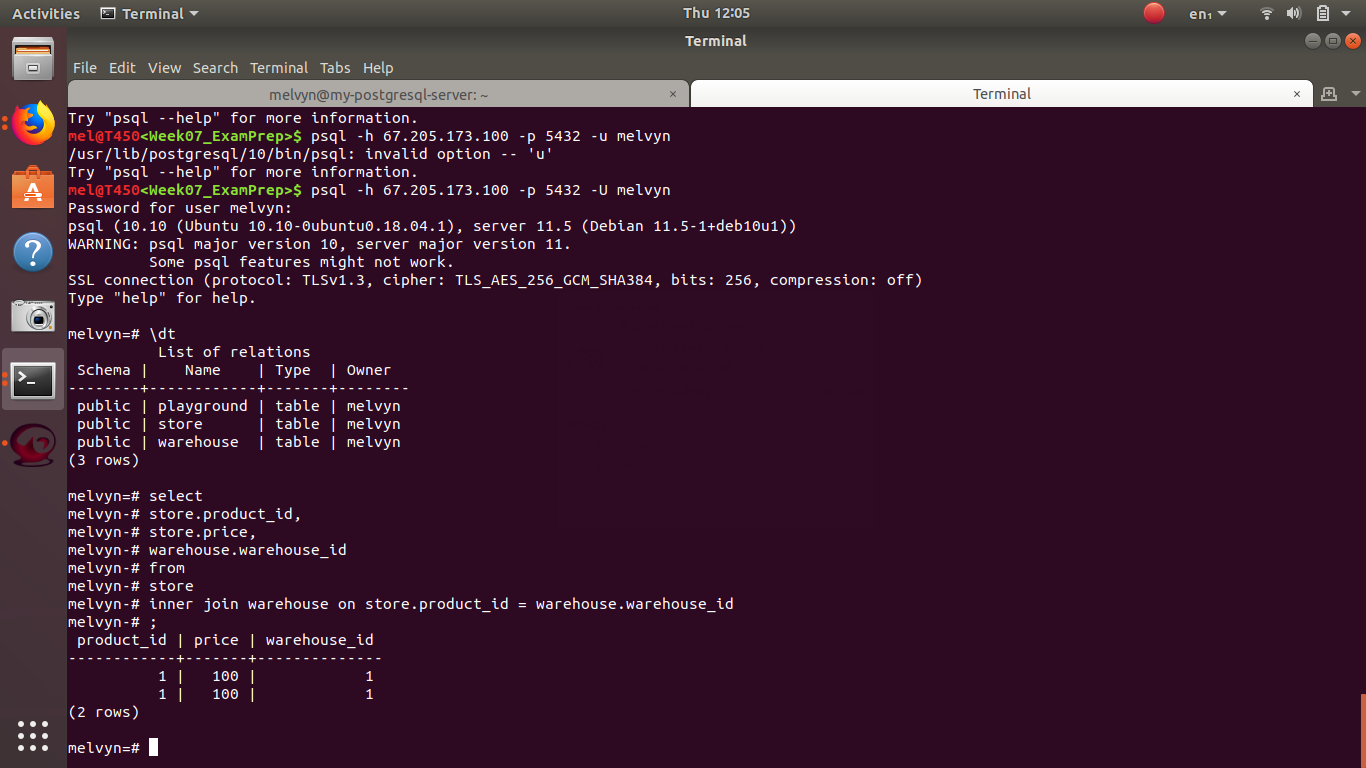 Activities Terminal Thu 12:05 en₁
Terminal
File Edit View Search Terminal Tabs Help
melvyn@my-postgresql-server: ~ × Terminal ×
Try "psql --help" for more information.
mel@T450<Week07_ExamPrep>$ psql -h 67.205.173.100 -p 5432 -u melvyn
/usr/lib/postgresql/10/bin/psql: invalid option -- 'u'
Try "psql --help" for more information.
mel@T450<Week07_ExamPrep>$ psql -h 67.205.173.100 -p 5432 -U melvyn
Password for user melvyn:
psql (10.10 (Ubuntu 10.10-0ubuntu0.18.04.1), server 11.5 (Debian 11.5-1+deb10u1))
WARNING: psql major version 10, server major version 11.
         Some psql features might not work.
SSL connection (protocol: TLSv1.3, cipher: TLS_AES_256_GCM_SHA384, bits: 256, compression: off)
Type "help" for help.
melvyn=# \dt
          List of relations
 Schema |    Name    | Type  | Owner
--------+------------+-------+--------
 public | playground | table | melvyn
 public | store      | table | melvyn
 public | warehouse  | table | melvyn
(3 rows)
melvyn=# select
melvyn-# store.product_id,
melvyn-# store.price,
melvyn-# warehouse.warehouse_id
melvyn-# from
melvyn-# store
melvyn-# inner join warehouse on store.product_id = warehouse.warehouse_id
melvyn-# ;
 product_id | price | warehouse_id
------------+-------+--------------
          1 |   100 |            1
          1 |   100 |            1
(2 rows)
melvyn=#